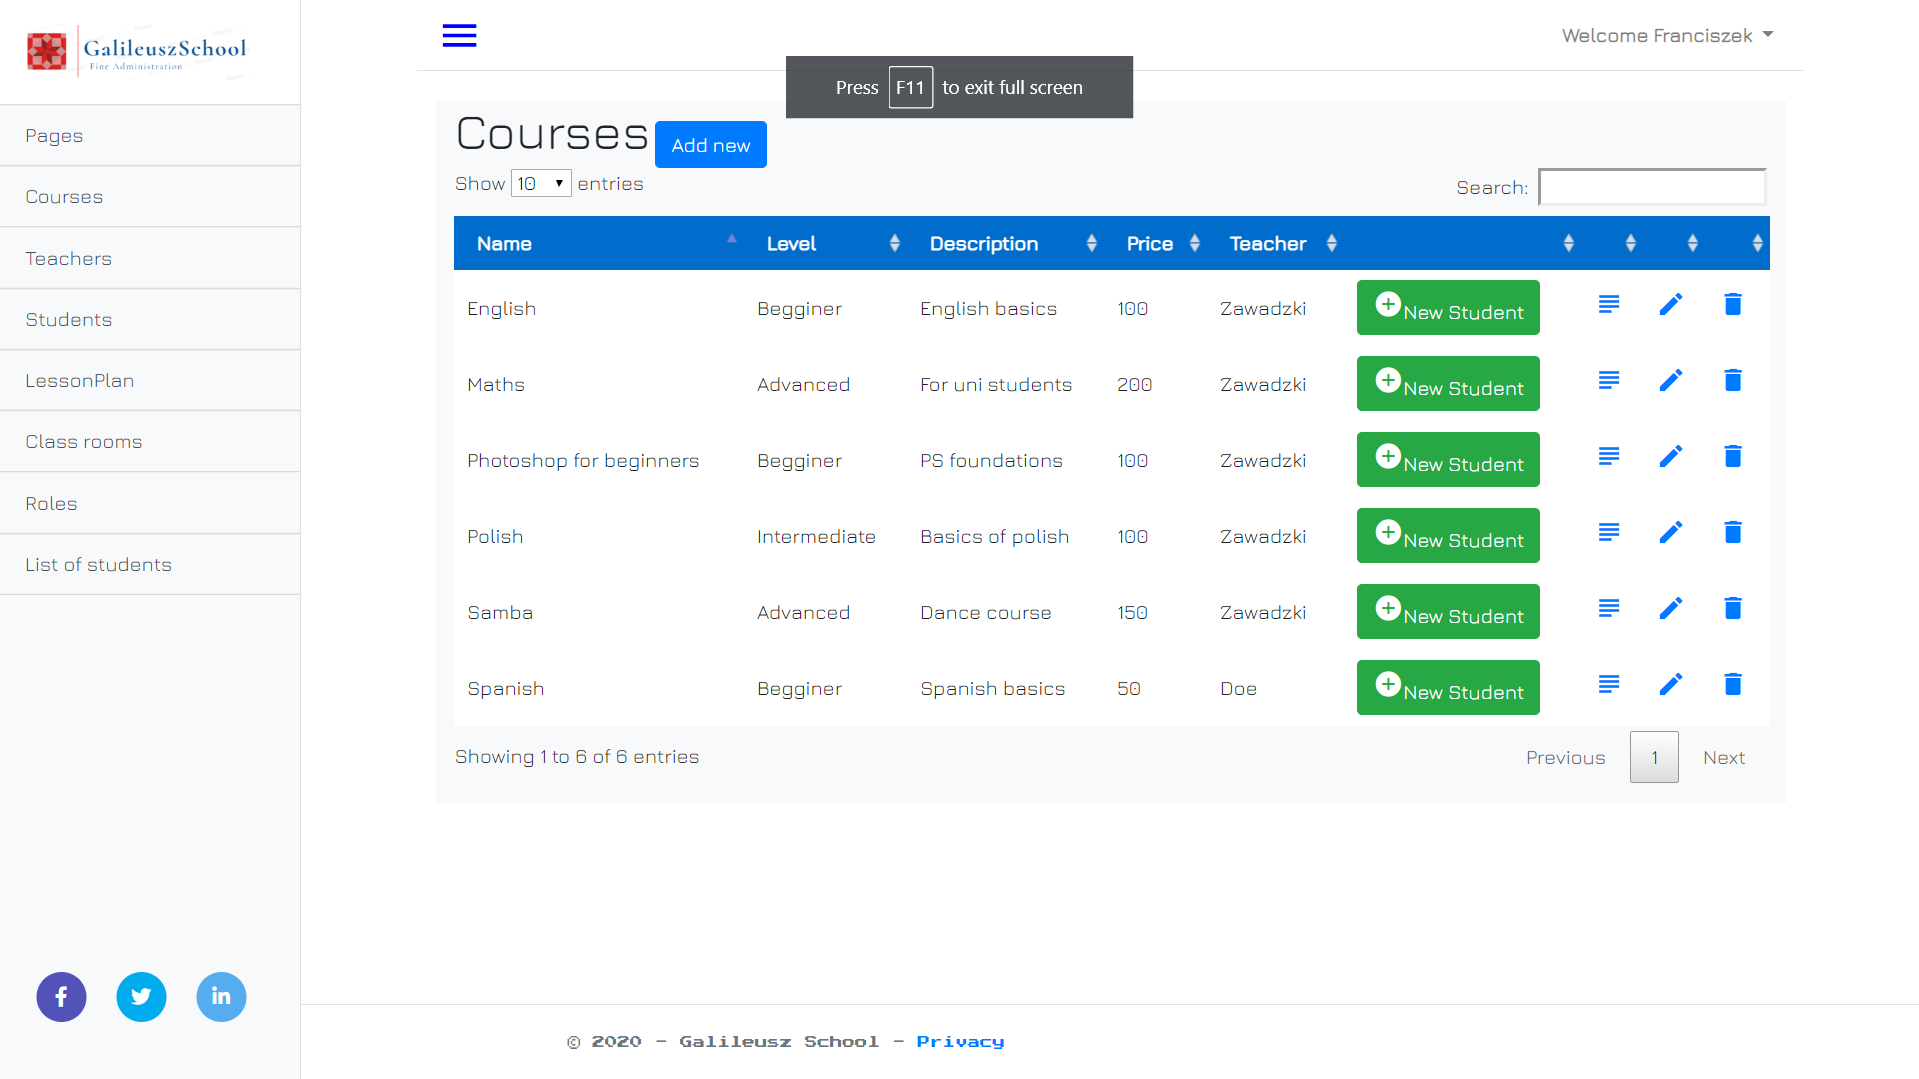 GalileuszSchool
Fine Administration
Pages
Courses
Teachers
Students
LessonPlan
Class rooms
Roles
List of students
Welcome Franciszek
Press F11 to exit full screen
Courses Add new
Show 10 entries
Search:
Name Level Description Price Teacher
English Begginer English basics 100 Zawadzki New Student
Maths Advanced For uni students 200 Zawadzki New Student
Photoshop for beginners Begginer PS foundations 100 Zawadzki New Student
Polish Intermediate Basics of polish 100 Zawadzki New Student
Samba Advanced Dance course 150 Zawadzki New Student
Spanish Begginer Spanish basics 50 Doe New Student
Showing 1 to 6 of 6 entries
Previous 1 Next
© 2020 - Galileusz School - Privacy